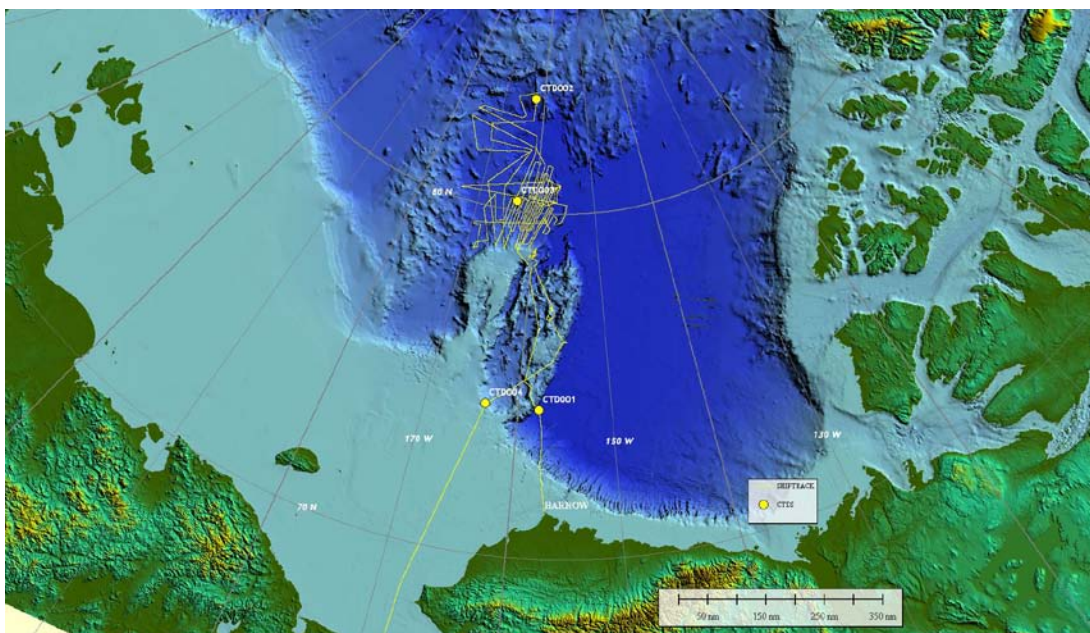 CTD002
80 N
CTD003
CTD004
CTD001
170 W
150 W
130 W
BARROW
70 N
SHIPTRACK
CTDS
50 nm 150 nm 250 nm 350 nm